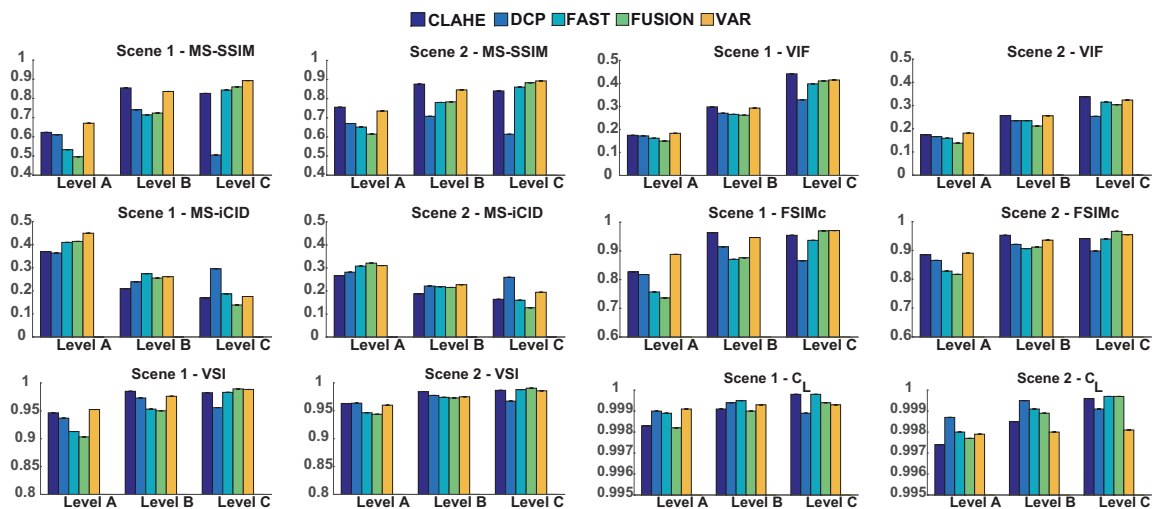 CLAHE DCP FAST FUSION VAR
Scene 1 - MS-SSIM
1
0.9
0.8
0.7
0.6
0.5
0.4
Level A Level B Level C
Scene 2 - MS-SSIM
1
0.9
0.8
0.7
0.6
0.5
0.4
Level A Level B Level C
Scene 1 - VIF
0.5
0.4
0.3
0.2
0.1
0
Level A Level B Level C
Scene 2 - VIF
0.5
0.4
0.3
0.2
0.1
0
Level A Level B Level C
Scene 1 - MS-iCID
0.5
0.4
0.3
0.2
0.1
0
Level A Level B Level C
Scene 2 - MS-iCID
0.5
0.4
0.3
0.2
0.1
0
Level A Level B Level C
Scene 1 - FSIMc
1
0.9
0.8
0.7
0.6
Level A Level B Level C
Scene 2 - FSIMc
1
0.9
0.8
0.7
0.6
Level A Level B Level C
Scene 1 - VSI
1
0.95
0.9
0.85
0.8
Level A Level B Level C
Scene 2 - VSI
1
0.95
0.9
0.85
0.8
Level A Level B Level C
Scene 1 - CL
1
0.999
0.998
0.997
0.996
0.995
Level A Level B Level C
Scene 2 - CL
1
0.999
0.998
0.997
0.996
0.995
Level A Level B Level C